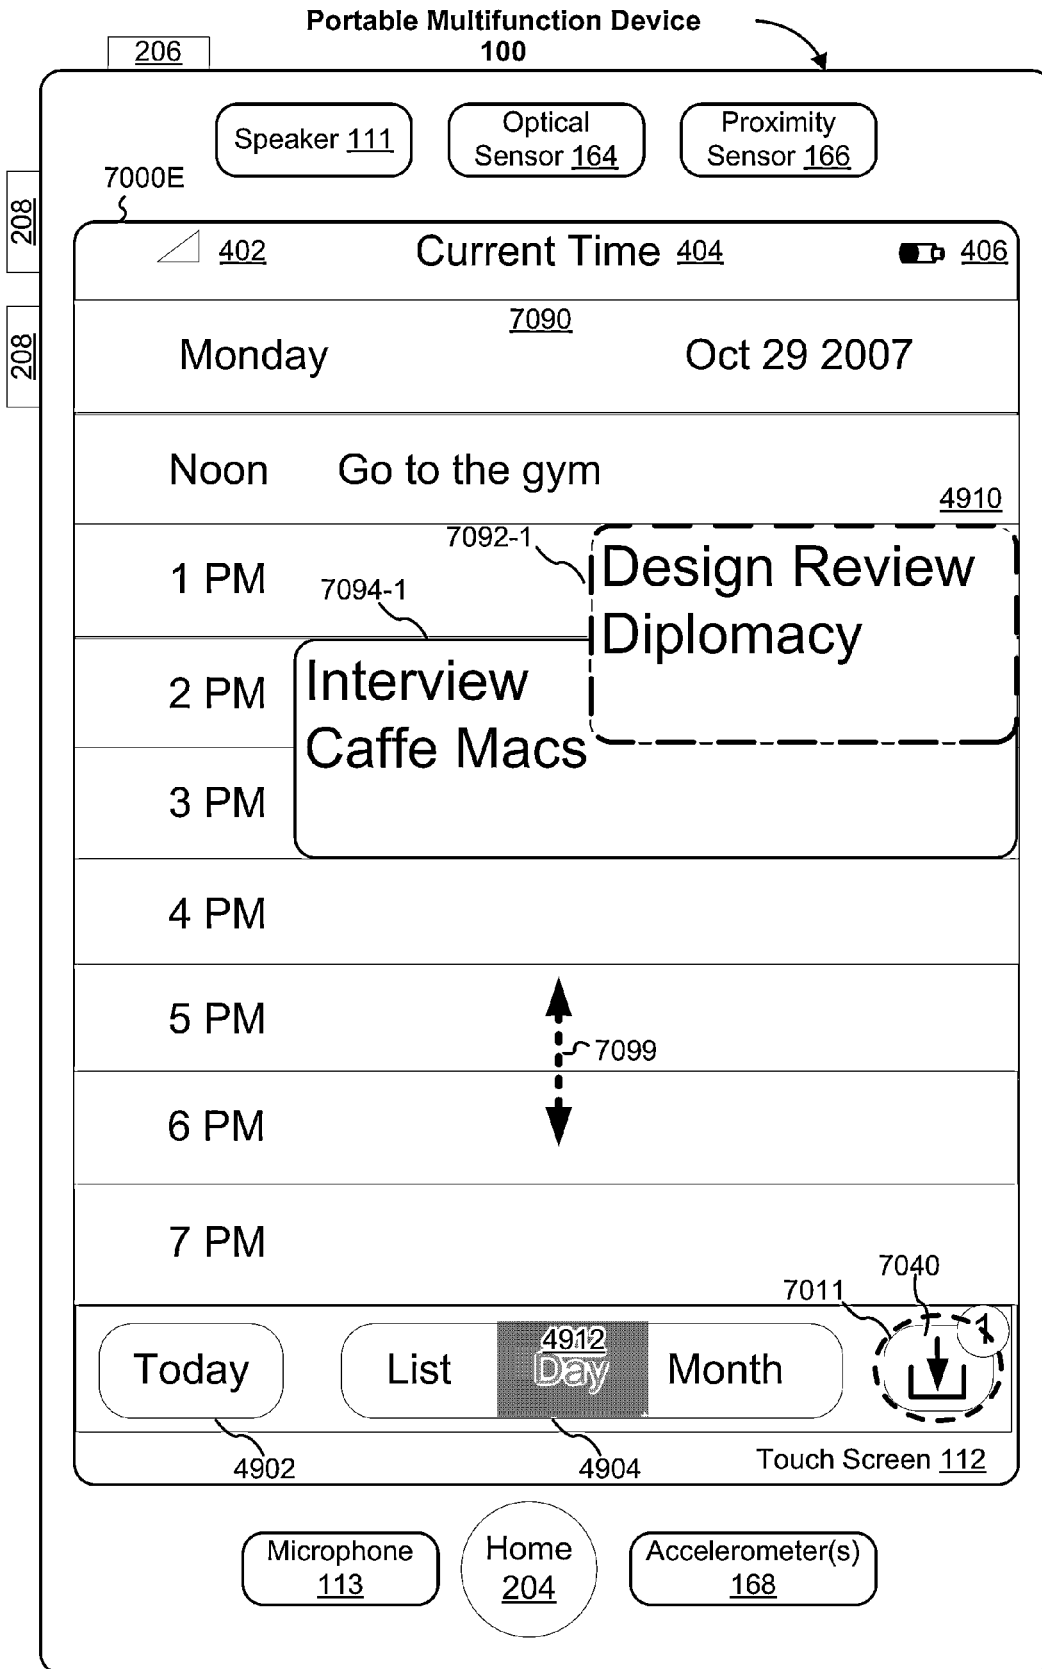 Portable Multifunction Device
100
206
Speaker 111
Optical
Sensor 164
Proximity
Sensor 166
7000E
208
402
Current Time 404
406
7090
208
Monday
Oct 29 2007
Noon
Go to the gym
4910
7092-1
1 PM
Design Review
Diplomacy
7094-1
2 PM
Interview
Caffe Macs
3 PM
4 PM
5 PM
7099
6 PM
7 PM
7040
7011
1
Today
List
4912
Day
Month
4902
4904
Touch Screen 112
Microphone
113
Home
204
Accelerometer(s)
168